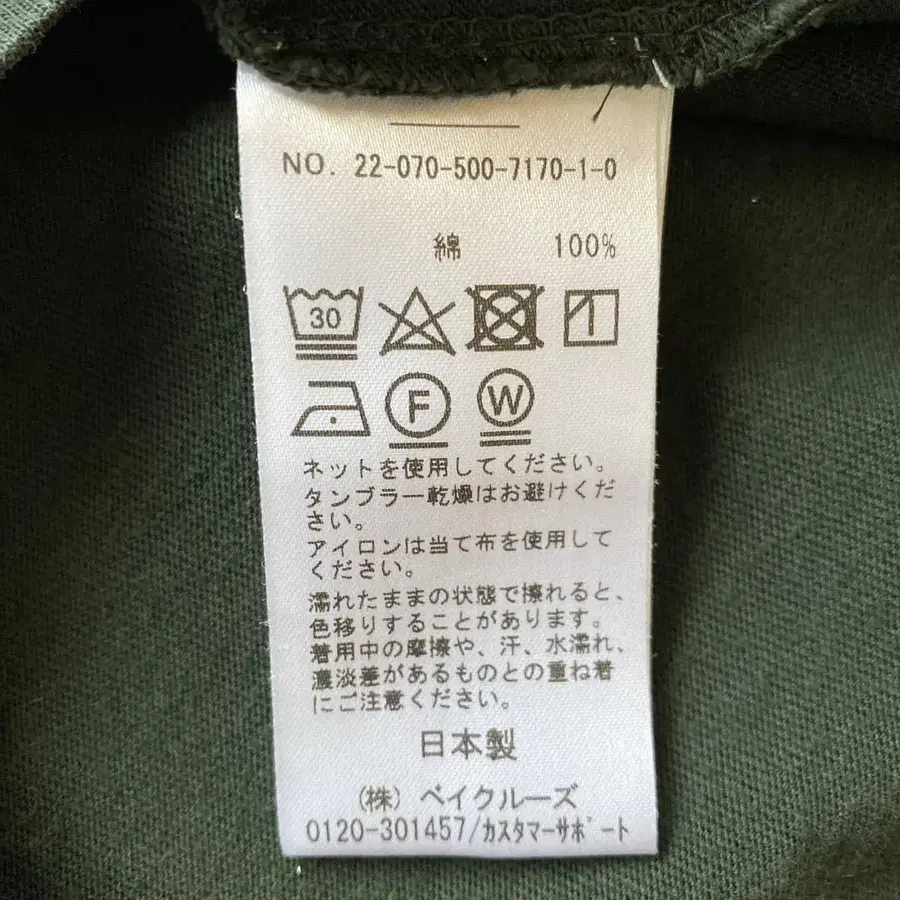 NO. 22-070-500-7170-1-0
綿 100%
30
F W
ネットを使用してください。
タンブラー乾燥はお避けくだ
さい。
アイロンは当て布を使用して
ください。
濡れたままの状態で擦れると、
色移りすることがあります。
着用中の摩擦や、汗、水濡れ、
濃淡差があるものとの重ね着
にご注意ください。
日本製
(株) ベイクルーズ
0120-301457/ｶｽﾀﾏｰｻﾎﾟｰﾄ